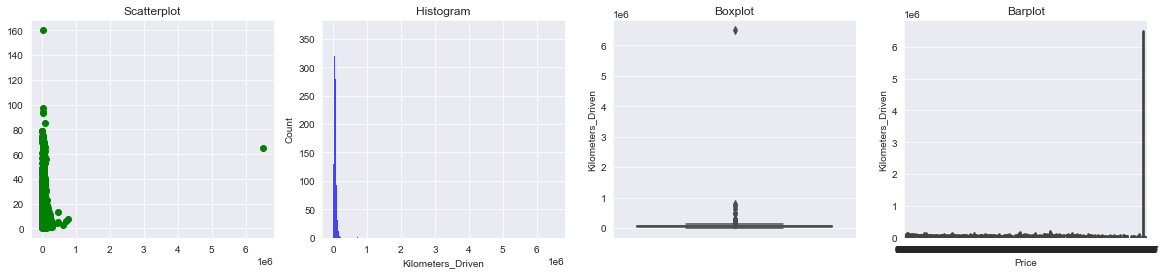 Scatterplot
160
140
120
100
80
60
40
20
0
0 1 2 3 4 5 6
1e6
Histogram
Count
350
300
250
200
150
100
50
0
0 1 2 3 4 5 6
Kilometers_Driven
1e6
Boxplot
1e6
Kilometers_Driven
6
5
4
3
2
1
0
Barplot
1e6
Kilometers_Driven
6
5
4
3
2
1
0
Price